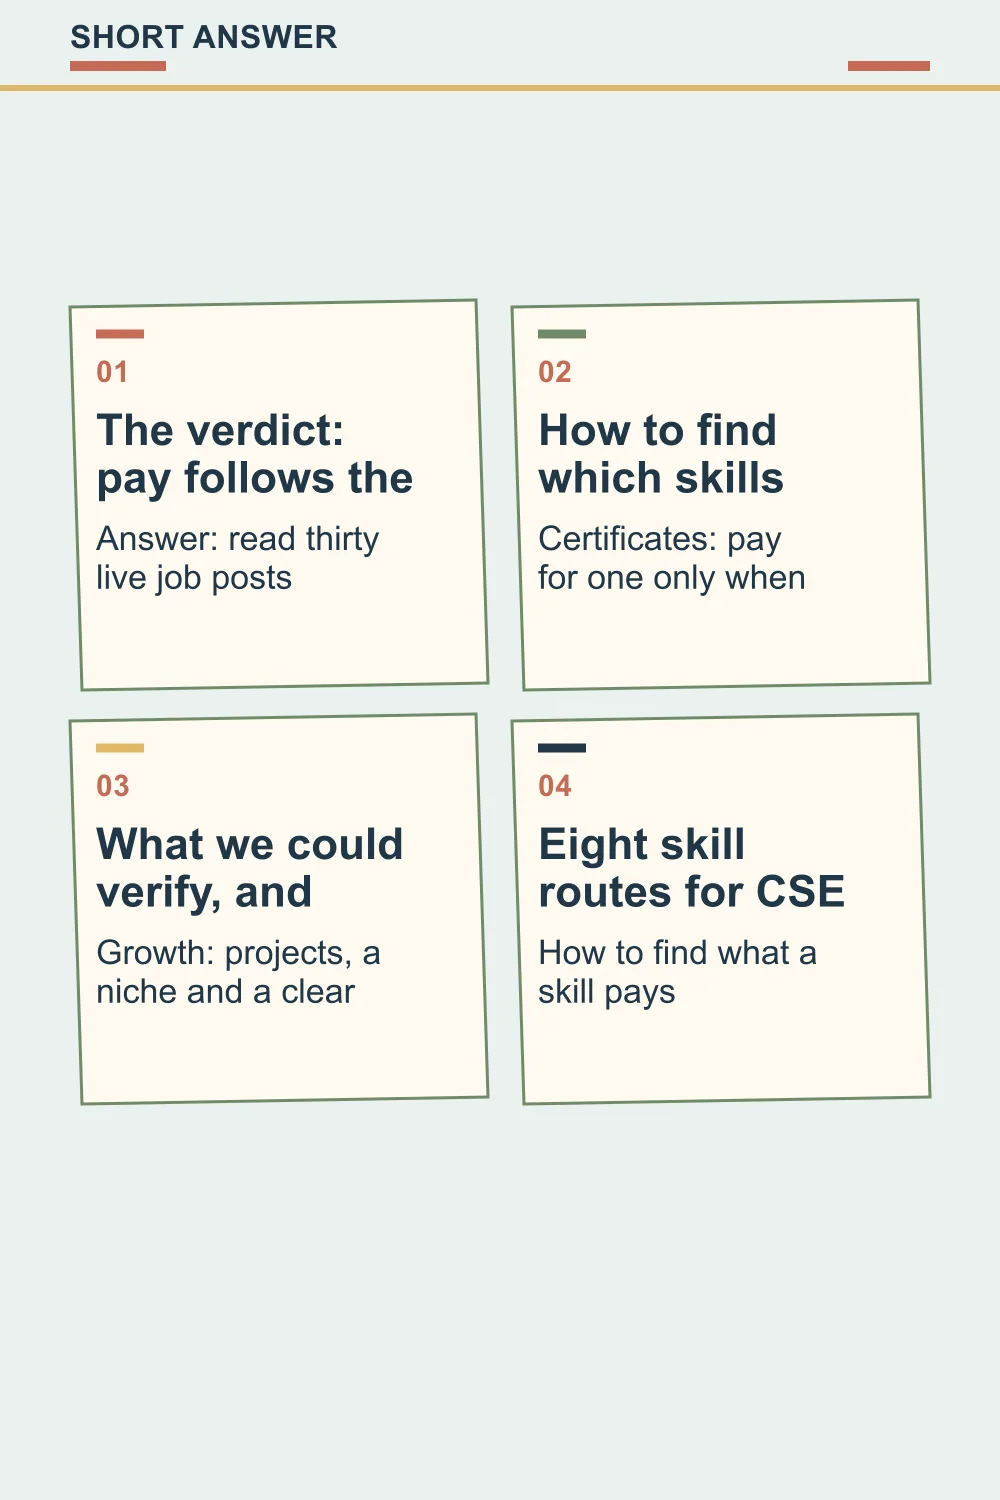 SHORT ANSWER
01
The verdict:
pay follows the
Answer: read thirty
live job posts
02
How to find
which skills
Certificates: pay
for one only when
03
What we could
verify, and
Growth: projects, a
niche and a clear
04
Eight skill
routes for CSE
How to find what a
skill pays